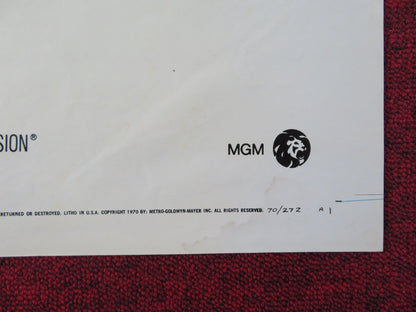 SION®
MGM
RETURNED OR DESTROYED. LITHO IN U.S.A. COPYRIGHT 1970 BY: METRO-GOLDWYN-MAYER INC. ALL RIGHTS RESERVED. 70/272 A 1